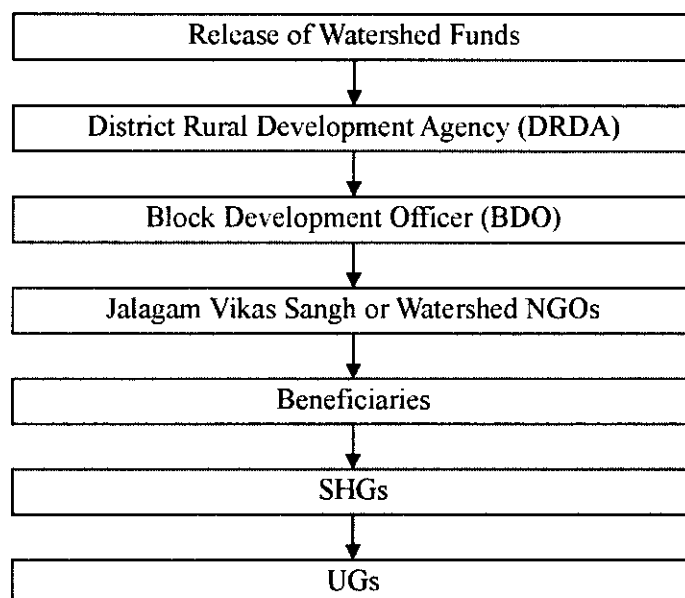 Release of Watershed Funds
District Rural Development Agency (DRDA)
Block Development Officer (BDO)
Jalagam Vikas Sangh or Watershed NGOs
Beneficiaries
SHGs
UGs